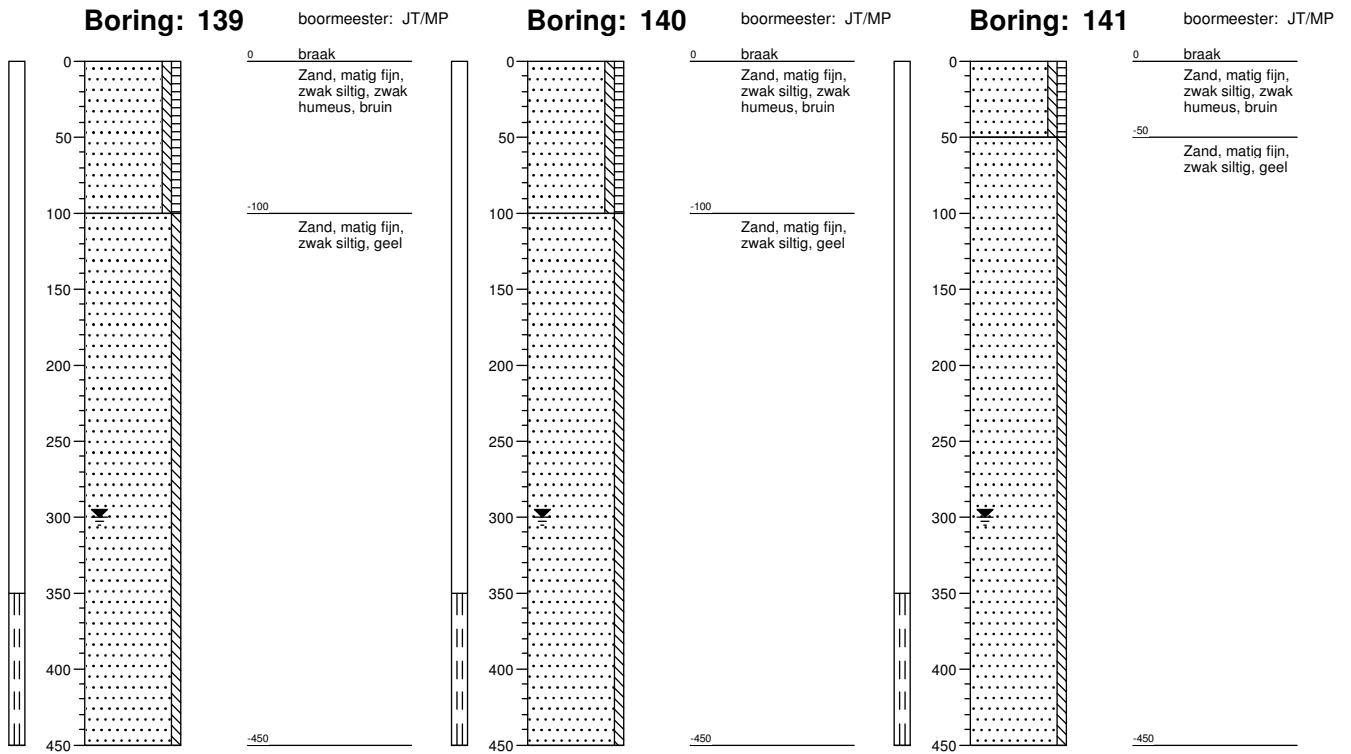 Boring: 139
boormeester: JT/MP
0
50
100
150
200
250
300
350
400
450
0
braak
Zand, matig fijn,
zwak siltig, zwak
humeus, bruin
-100
Zand, matig fijn,
zwak siltig, geel
-450
Boring: 140
boormeester: JT/MP
0
50
100
150
200
250
300
350
400
450
0
braak
Zand, matig fijn,
zwak siltig, zwak
humeus, bruin
-100
Zand, matig fijn,
zwak siltig, geel
-450
Boring: 141
boormeester: JT/MP
0
50
100
150
200
250
300
350
400
450
0
braak
Zand, matig fijn,
zwak siltig, zwak
humeus, bruin
-50
Zand, matig fijn,
zwak siltig, geel
-450